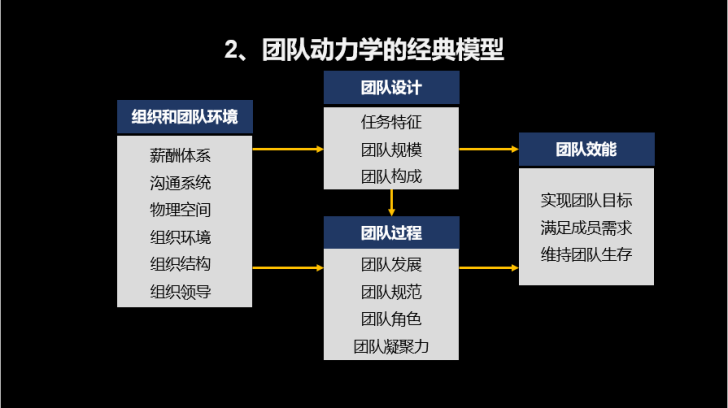 2、团队动力学的经典模型
组织和团队环境
薪酬体系
沟通系统
物理空间
组织环境
组织结构
组织领导
团队设计
任务特征
团队规模
团队构成
团队过程
团队发展
团队规范
团队角色
团队凝聚力
团队效能
实现团队目标
满足成员需求
维持团队生存